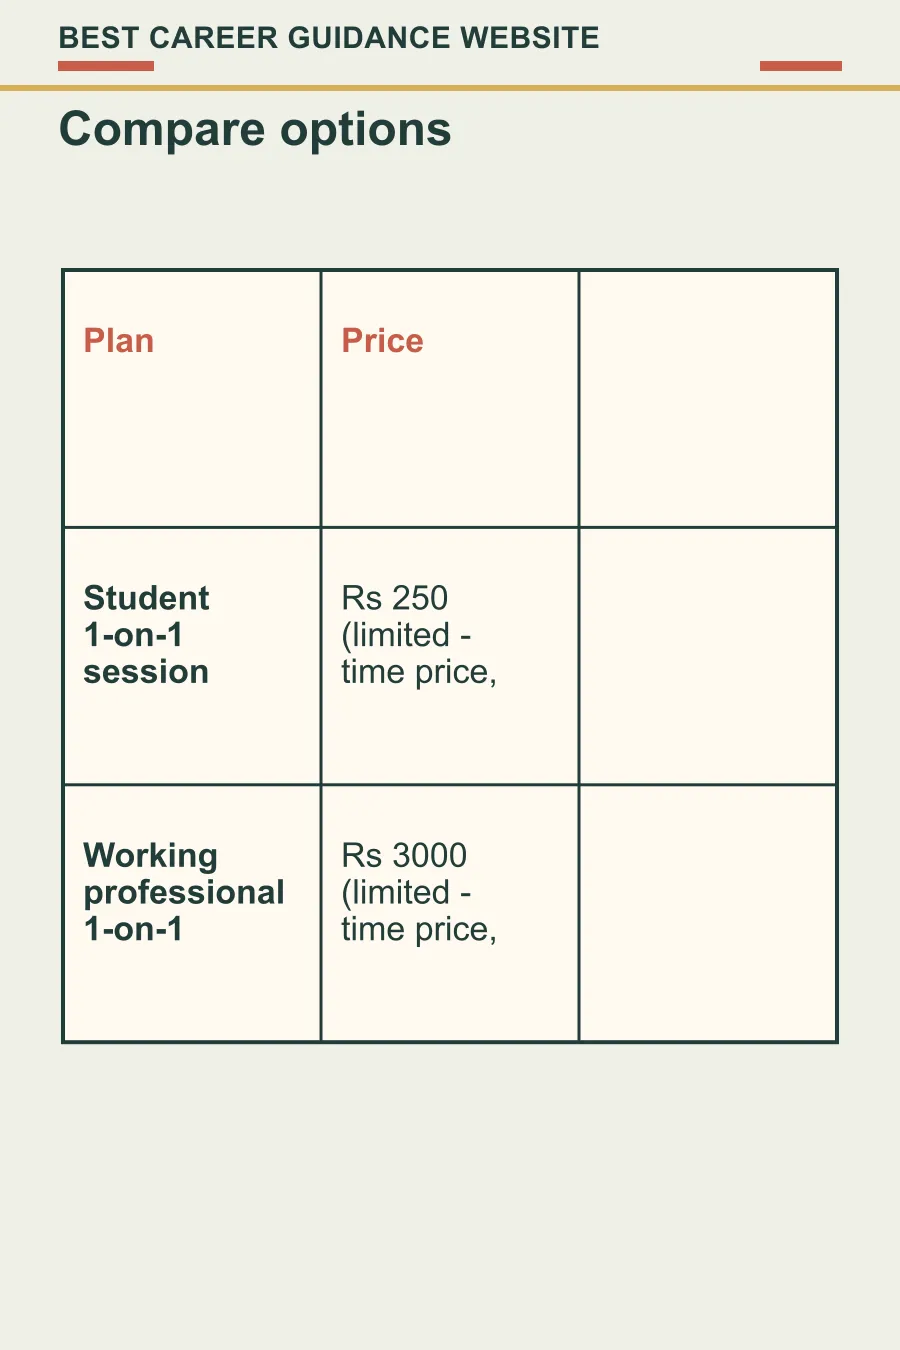 BEST CAREER GUIDANCE WEBSITE
Compare options
Plan
Price
Student
1-on-1
session
Rs 250
(limited -
time price,
Working
professional
1-on-1
Rs 3000
(limited -
time price,